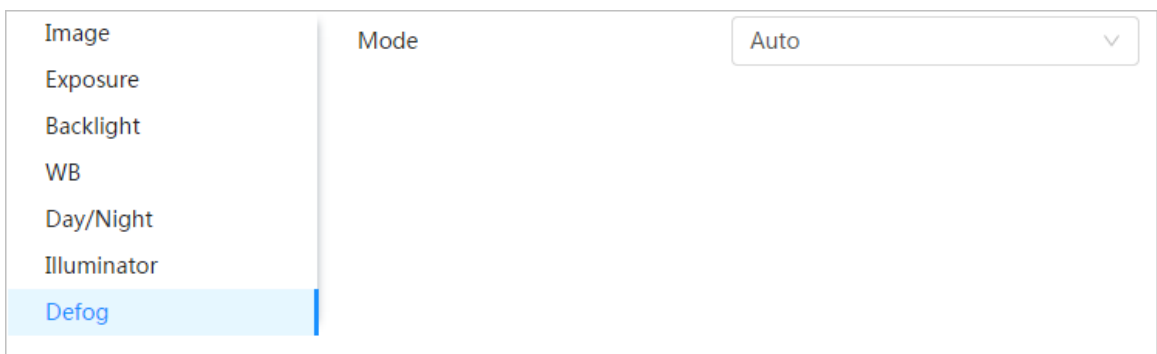 Image
Mode
Auto
Exposure
Backlight
WB
Day/Night
Illuminator
Defog